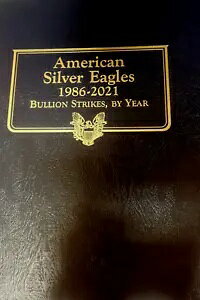 American
Silver Eagles
1986-2021
Bullion Strikes, by Year